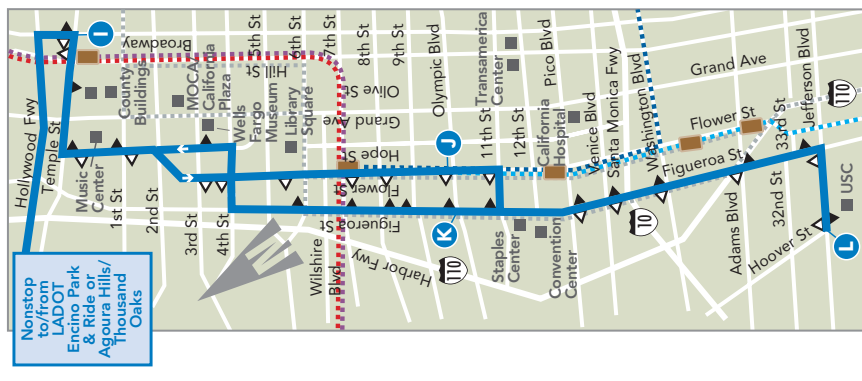 Nonstop
to/from
LADOT
Encino Park
& Ride or
Agoura Hills/
Thousand
Oaks
Hollywood Fwy
Temple St
Music
Center
1st St
2nd St
3rd St
4th St
I
Broadway
County
Buildings
MOCA/
California
Plaza
Wells
Fargo
Museum
Library
Square
5th St
6th St
7th St
8th St
9th St
Hill St
Olive St
Grand Ave
Hope St
Flower St
Figueroa St
Wilshire
Blvd
Harbor Fwy
110
N
Olympic Blvd
J
K
11th St
12th St
Transamerica
Center
Pico Blvd
California
Hospital
Staples
Center
Convention
Center
Venice Blvd
Santa Monica Fwy
10
Washington Blvd
Grand Ave
Flower St
Figueroa St
Adams Blvd
32nd St
33rd St
Jefferson Blvd
110
Hoover St
USC
L